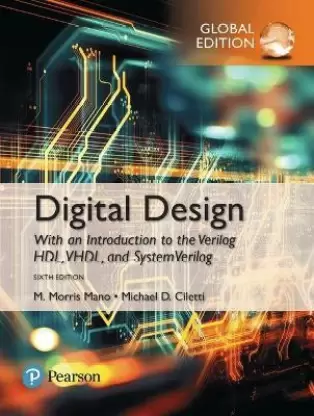 GLOBAL
EDITION
Digital Design
With an Introduction to the Verilog
HDL, VHDL, and SystemVerilog
SIXTH EDITION
M. Morris Mano • Michael D. Ciletti
P Pearson